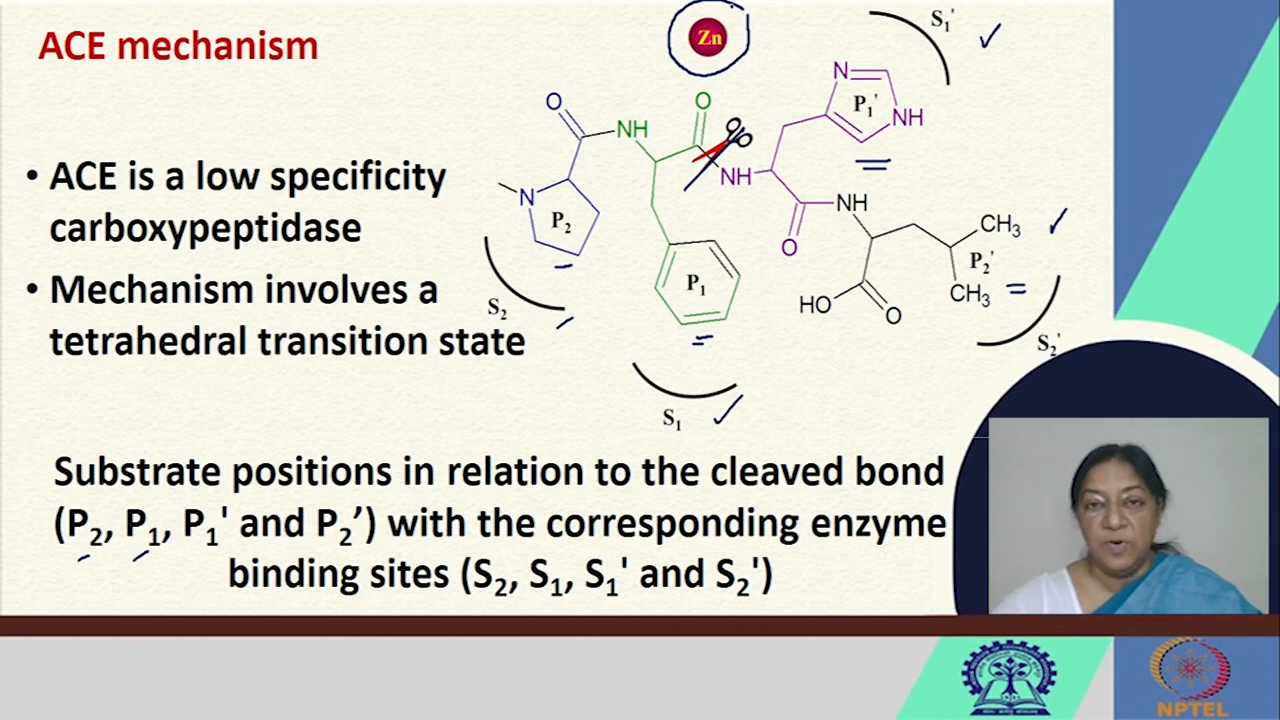 ACE mechanism
• ACE is a low specificity
carboxypeptidase
• Mechanism involves a
tetrahedral transition state
Zn
S₁'
N
P₁'
NH
O
O
NH
NH
N
P₂
O
NH
CH₃
P₂'
CH₃
P₁
HO
O
S₂
S₂'
S₁
Substrate positions in relation to the cleaved bond
(P₂, P₁, P₁' and P₂’) with the corresponding enzyme
binding sites (S₂, S₁, S₁' and S₂')
NPTEL